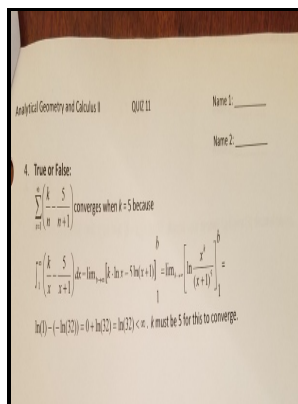 Analytical Geometry and Calculus II QUIZ 11 Name 1: ________
Name 2: ________
4. True or False:
∑_{n=1}^{∞} (k/n − 5/(n+1)) converges when k = 5 because
∫_1^∞ (k/x − 5/(x+1)) dx = lim_{b→∞} [k·ln x − 5 ln(x+1)]_1^b = lim_{b→∞} [ln x^k/(x+1)^5]_1^b =
ln(1) − (−ln(32)) = 0 + ln(32) = ln(32) < ∞. k must be 5 for this to converge.